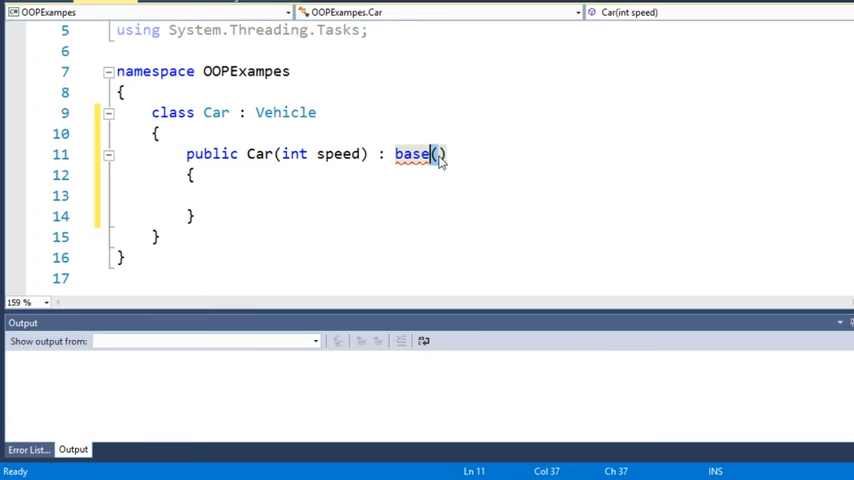 OOPExampes OOPExampes.Car Car(int speed)
5 using System.Threading.Tasks;
6
7 namespace OOPExampes
8 {
9 class Car : Vehicle
10 {
11 public Car(int speed) : base()
12 {
13
14 }
15 }
16 }
17
159 %
Output
Show output from:
Error List... Output
Ready Ln 11 Col 37 Ch 37 INS